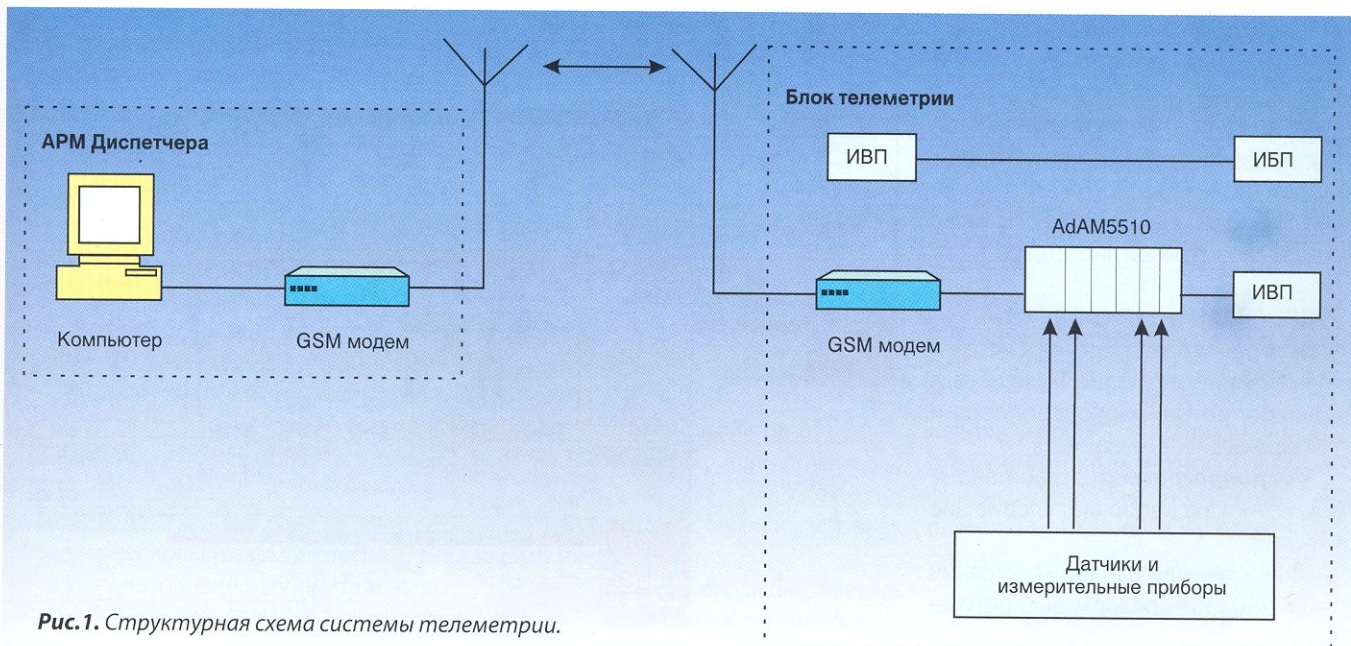 АРМ Диспетчера
Компьютер
GSM модем
Блок телеметрии
ИВП
ИБП
AdAM5510
GSM модем
ИВП
Датчики и
измерительные приборы
Рис.1. Структурная схема системы телеметрии.